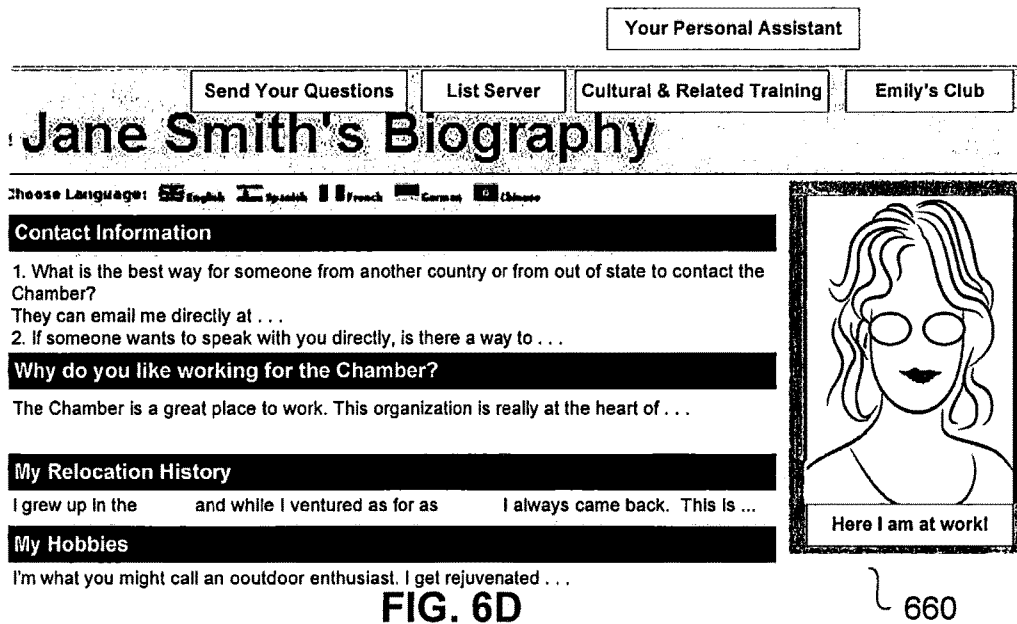 Your Personal Assistant
Send Your Questions
List Server
Cultural & Related Training
Emily's Club
Jane Smith's Biography
Choose Language: English Spanish French German Chinese
Contact Information
1. What is the best way for someone from another country or from out of state to contact the
Chamber?
They can email me directly at . . .
2. If someone wants to speak with you directly, is there a way to . . .
Why do you like working for the Chamber?
The Chamber is a great place to work. This organization is really at the heart of . . .
My Relocation History
I grew up in the and while I ventured as for as I always came back. This is ...
My Hobbies
I'm what you might call an ooutdoor enthusiast. I get rejuvenated . . .
Here I am at work!
FIG. 6D
660